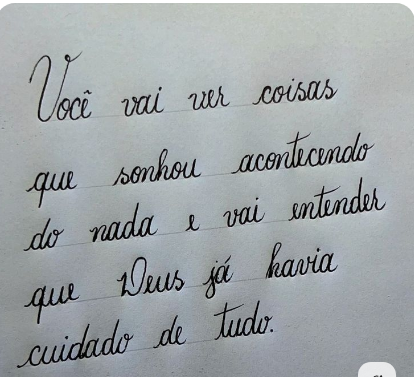 Você vai ver coisas
que sonhou acontecendo
do nada e vai entender
que Deus já havia
cuidado de tudo.